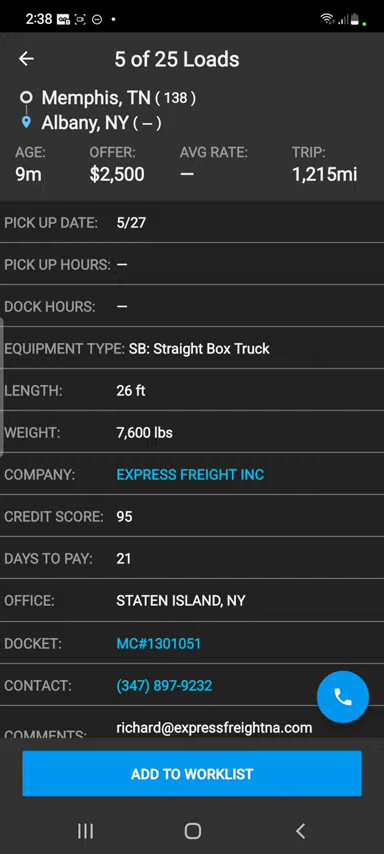 2:38
5 of 25 Loads
Memphis, TN ( 138 )
Albany, NY ( — )
AGE: OFFER: AVG RATE: TRIP:
9m $2,500 — 1,215mi
PICK UP DATE: 5/27
PICK UP HOURS: —
DOCK HOURS: —
EQUIPMENT TYPE: SB: Straight Box Truck
LENGTH: 26 ft
WEIGHT: 7,600 lbs
COMPANY: EXPRESS FREIGHT INC
CREDIT SCORE: 95
DAYS TO PAY: 21
OFFICE: STATEN ISLAND, NY
DOCKET: MC#1301051
CONTACT: (347) 897-9232
COMMENTS: richard@expressfreightna.com
ADD TO WORKLIST